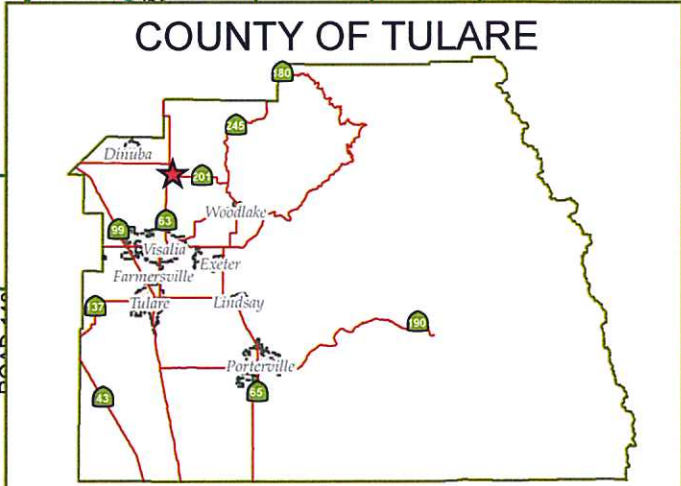 COUNTY OF TULARE
180
245
Dinuba
201
Woodlake
63
99
Visalia
Exeter
Farmersville
137
Tulare
Lindsay
190
Porterville
43
65